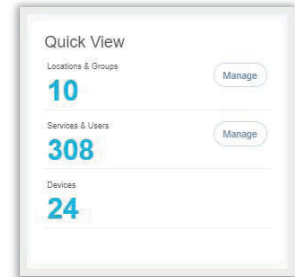 Quick View
Locations & Groups
10
Manage
Services & Users
308
Manage
Devices
24